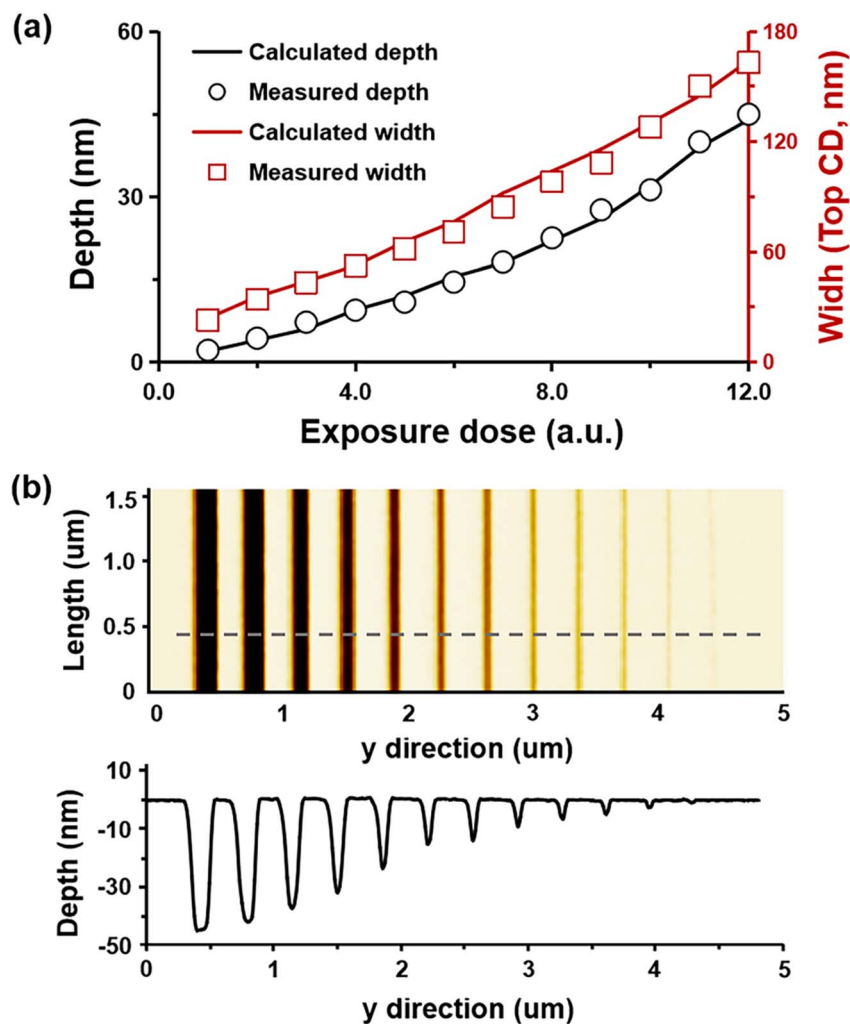 (a)
60
30
0
Depth (nm)
Calculated depth
Measured depth
Calculated width
Measured width
180
120
60
0
Widh (Top CD, nm)
0.0 4.0 8.0 12.0
Exposure dose (a.u.)
(b)
1.5
1.0
0.5
0
Length (um)
0 1 2 3 4 5
y direction (um)
10
-10
-30
-50
Depth (nm)
0 1 2 3 4 5
y direction (um)